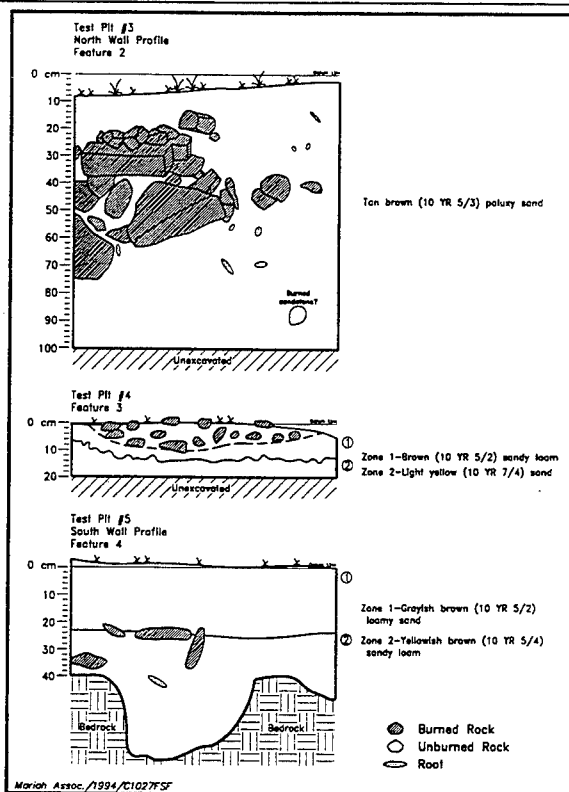 Test Pit #3
North Wall Profile
Feature 2
0 cm
10
20
30
40
50
60
70
80
90
100
Tan brown (10 YR 5/3) paluxy sand
Burned
sandstone?
Unexcavated
Test Pit #4
Feature 3
0 cm
10
20
①
②
Zone 1-Brown (10 YR 5/2) sandy loam
Zone 2-Light yellow (10 YR 7/4) sand
Unexcavated
Test Pit #5
South Wall Profile
Feature 4
0 cm
10
20
30
40
①
②
Zone 1-Grayish brown (10 YR 5/2)
loamy sand
Zone 2-Yellowish brown (10 YR 5/4)
sandy loam
Bedrock
Bedrock
Burned Rock
Unburned Rock
Root
Mariah Assoc./1994/C1027FSF